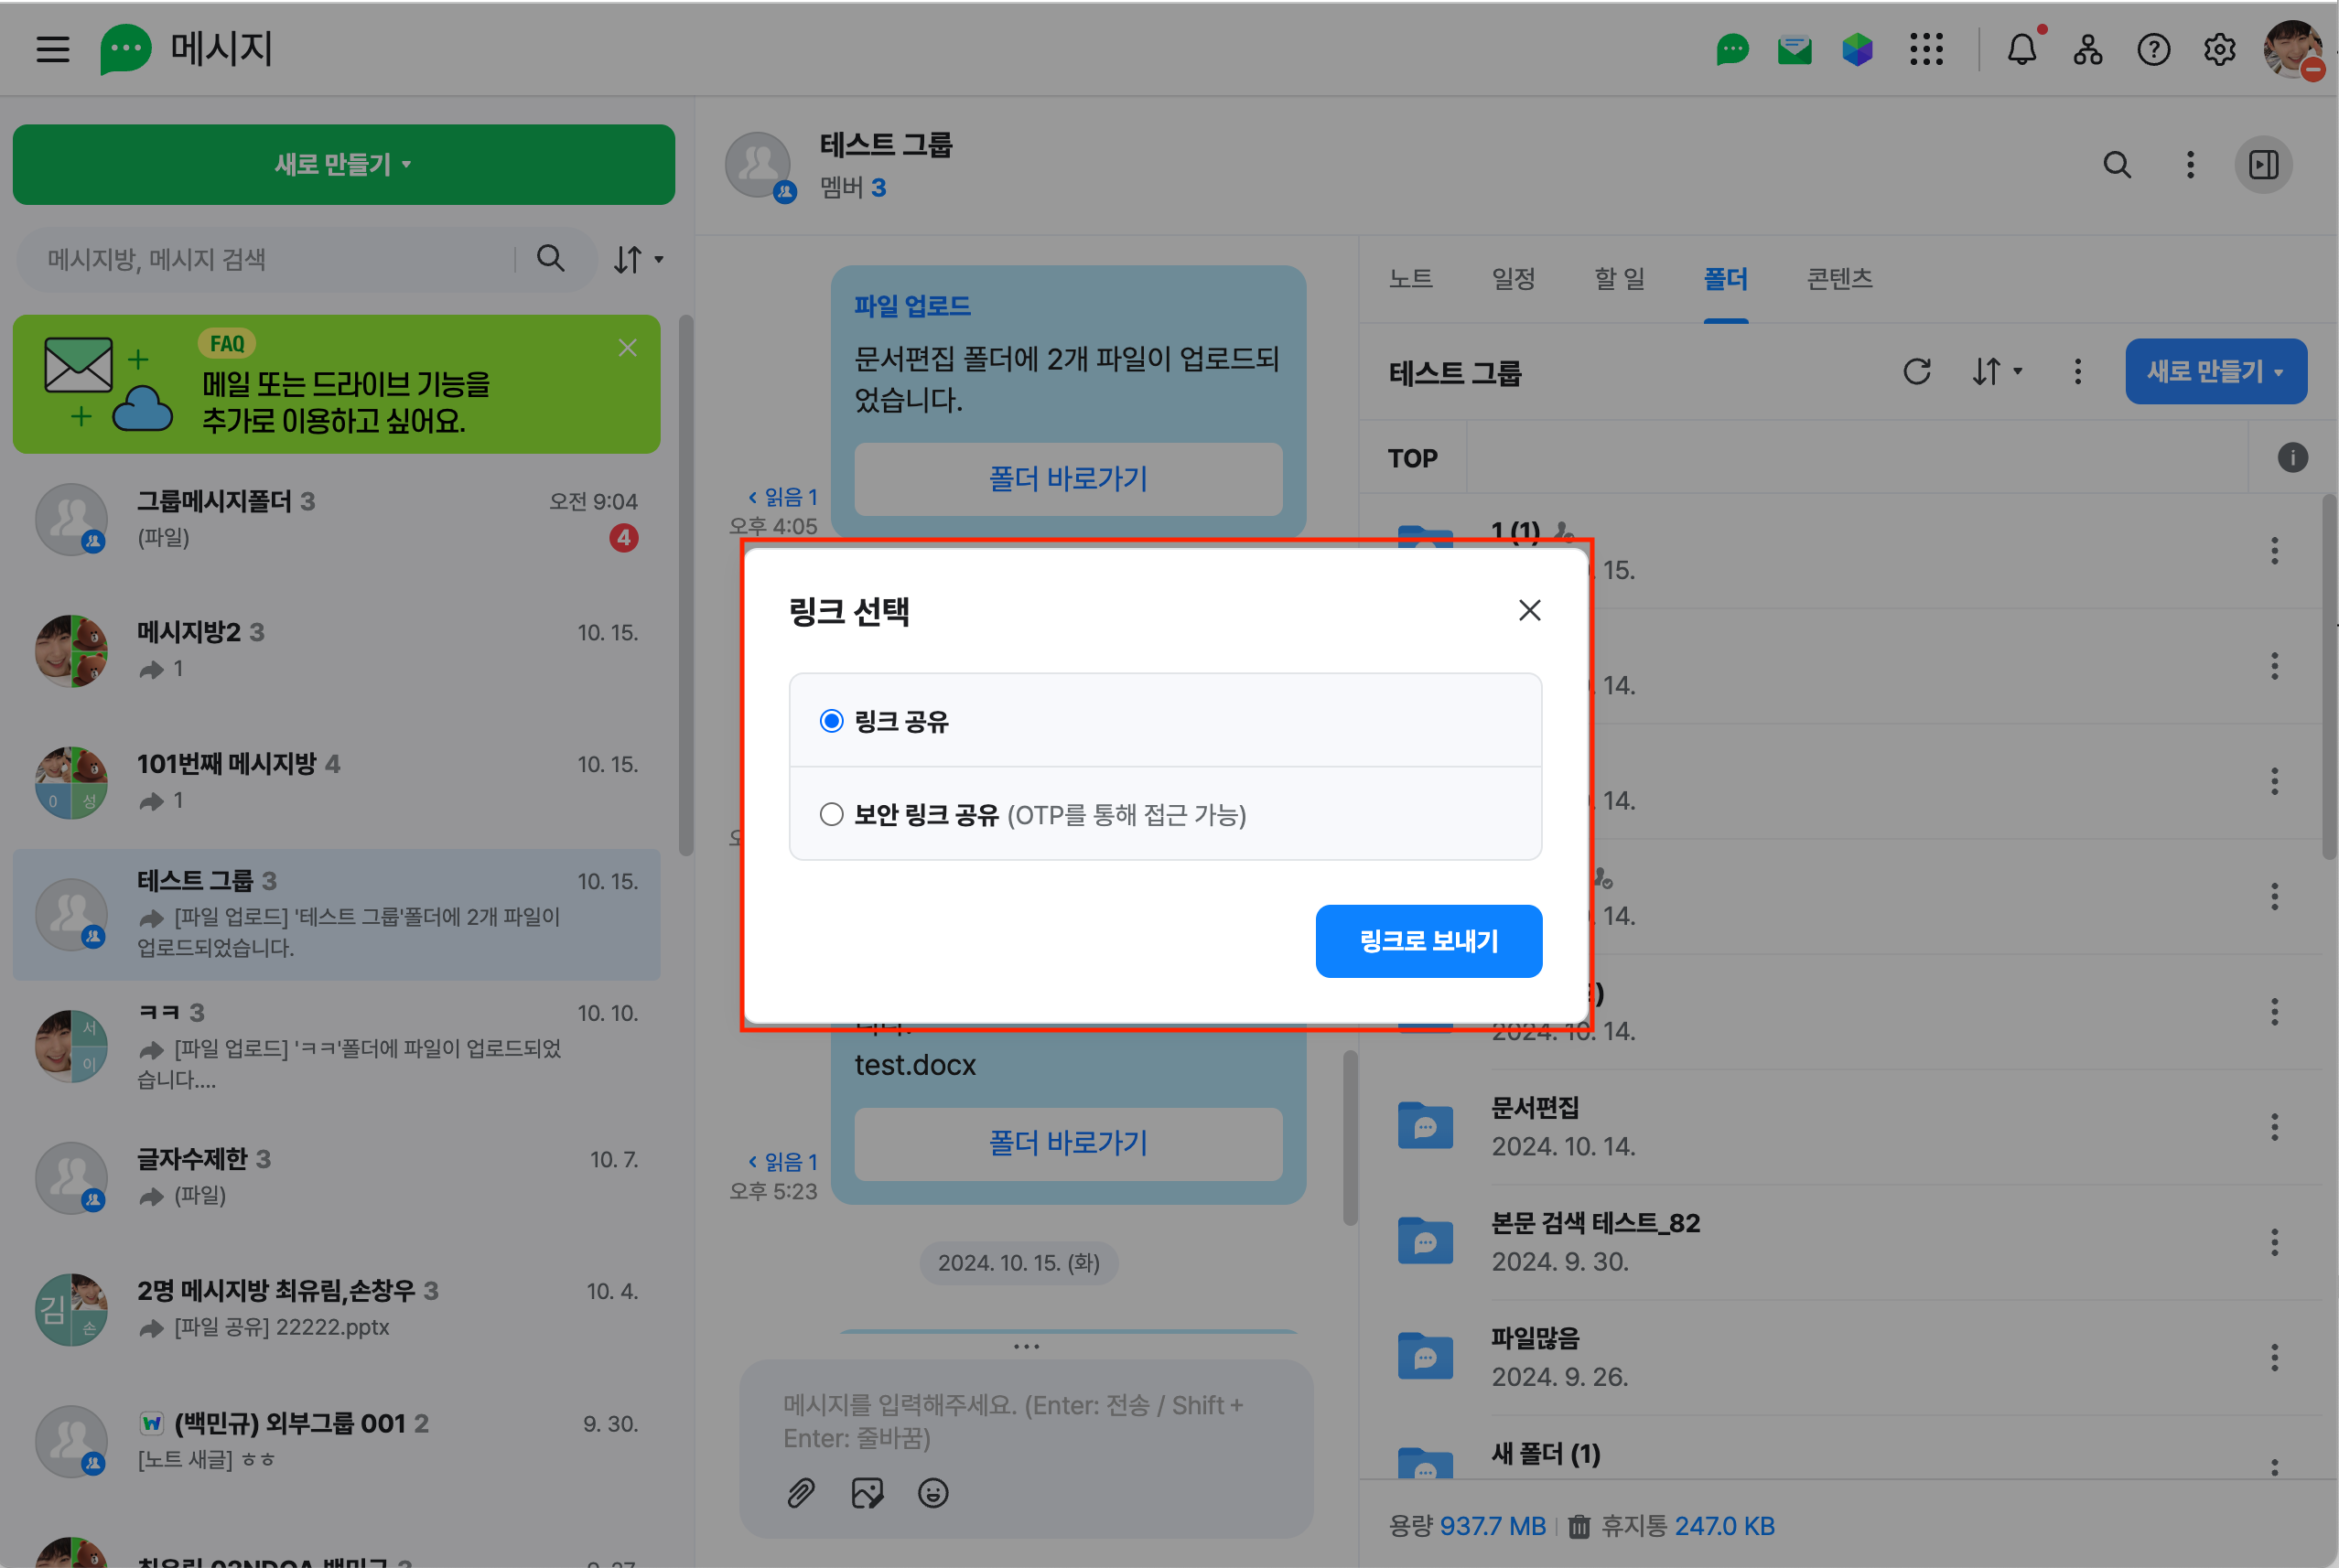 메시지
새로 만들기
메시지방, 메시지 검색
FAQ
메일 또는 드라이브 기능을
추가로 이용하고 싶어요.
그룹메시지폴더 3
오전 9:04
(파일)
4
메시지방2 3
10. 15.
1
101번째 메시지방 4
10. 15.
1
0
성
테스트 그룹 3
10. 15.
[파일 업로드] '테스트 그룹'폴더에 2개 파일이
업로드되었습니다.
ㅋㅋ 3
10. 10.
[파일 업로드] 'ㅋㅋ'폴더에 파일이 업로드되었
습니다....
서
이
글자수제한 3
10. 7.
(파일)
2명 메시지방 최유림,손창우 3
10. 4.
[파일 공유] 22222.pptx
김
손
(백민규) 외부그룹 001 2
9. 30.
[노트 새글] ㅎㅎ
테스트 그룹
멤버 3
파일 업로드
문서편집 폴더에 2개 파일이 업로드되
었습니다.
폴더 바로가기
읽음 1
오후 4:05
링크 선택
링크 공유
보안 링크 공유 (OTP를 통해 접근 가능)
링크로 보내기
test.docx
폴더 바로가기
읽음 1
오후 5:23
2024. 10. 15. (화)
메시지를 입력해주세요. (Enter: 전송 / Shift +
Enter: 줄바꿈)
노트
일정
할 일
폴더
콘텐츠
테스트 그룹
새로 만들기
TOP
1 (1)
15.
14.
14.
14.
2024. 10. 14.
문서편집
2024. 10. 14.
본문 검색 테스트_82
2024. 9. 30.
파일많음
2024. 9. 26.
새 폴더 (1)
용량 937.7 MB
휴지통 247.0 KB